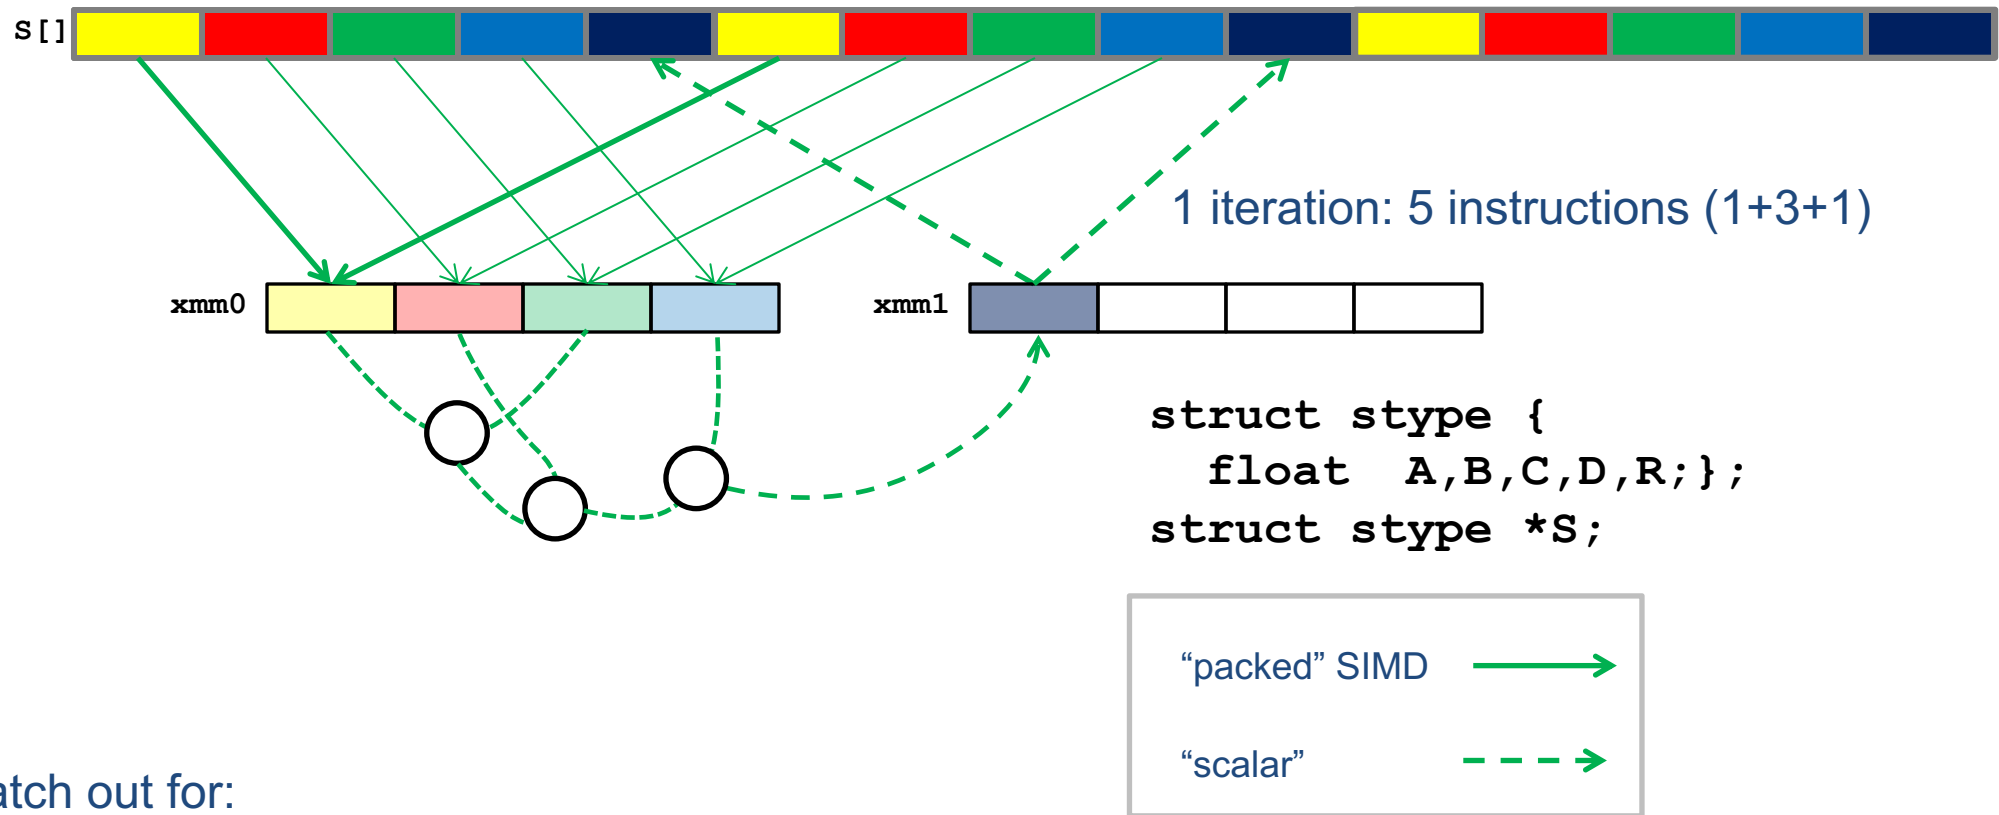 S[]
1 iteration: 5 instructions (1+3+1)
xmm0
xmm1
struct stype {
float A,B,C,D,R;};
struct stype *S;
“packed” SIMD
“scalar”
atch out for: